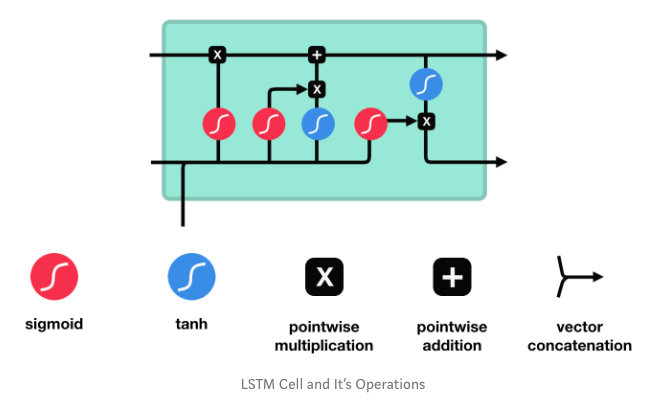 X
+
X
X
X
+
sigmoid
tanh
pointwise
multiplication
pointwise
addition
vector
concatenation
LSTM Cell and It's Operations